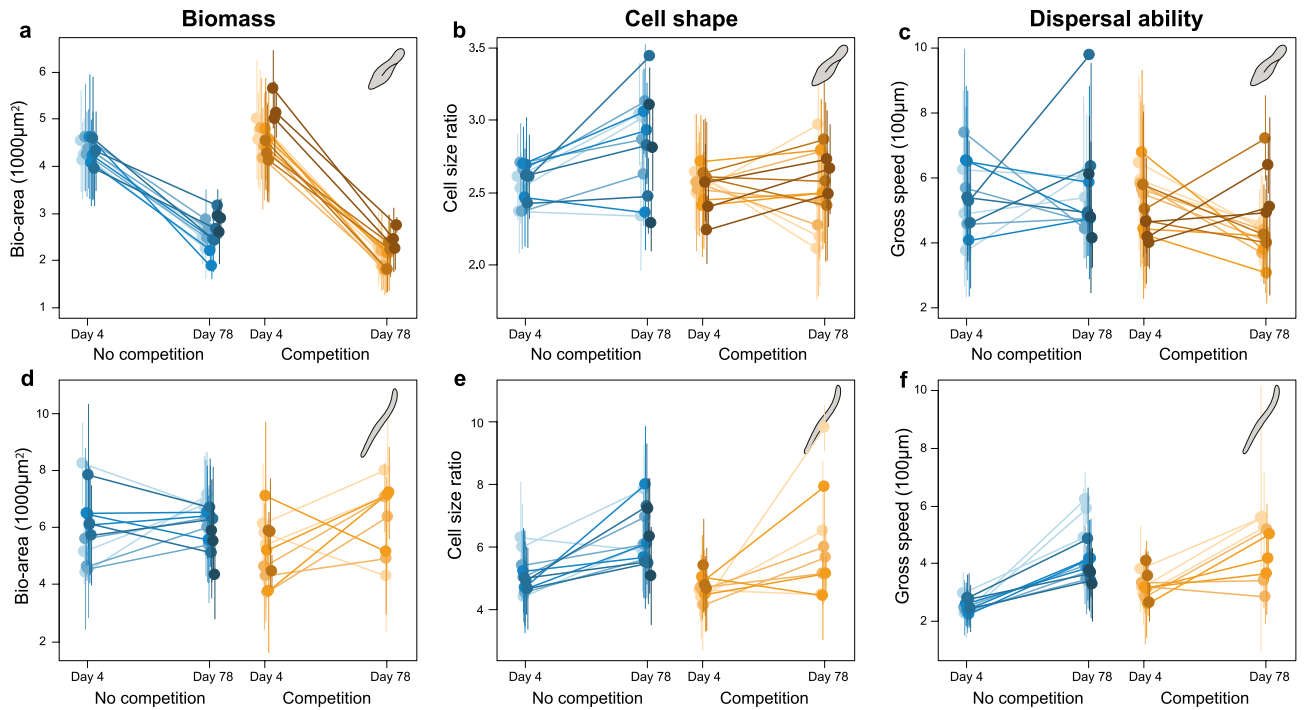 Biomass
Cell shape
Dispersal ability
a
Bio-area (1000μm²)
6
5
4
3
2
1
Day 4
Day 78
Day 4
Day 78
No competition
Competition
b
Cell size ratio
3.5
3.0
2.5
2.0
Day 4
Day 78
Day 4
Day 78
No competition
Competition
c
Gross speed (100μm)
10
8
6
4
2
Day 4
Day 78
Day 4
Day 78
No competition
Competition
d
Bio-area (1000μm²)
10
8
6
4
2
Day 4
Day 78
Day 4
Day 78
No competition
Competition
e
Cell size ratio
10
8
6
4
Day 4
Day 78
Day 4
Day 78
No competition
Competition
f
Gross speed (100μm)
10
8
6
4
2
Day 4
Day 78
Day 4
Day 78
No competition
Competition